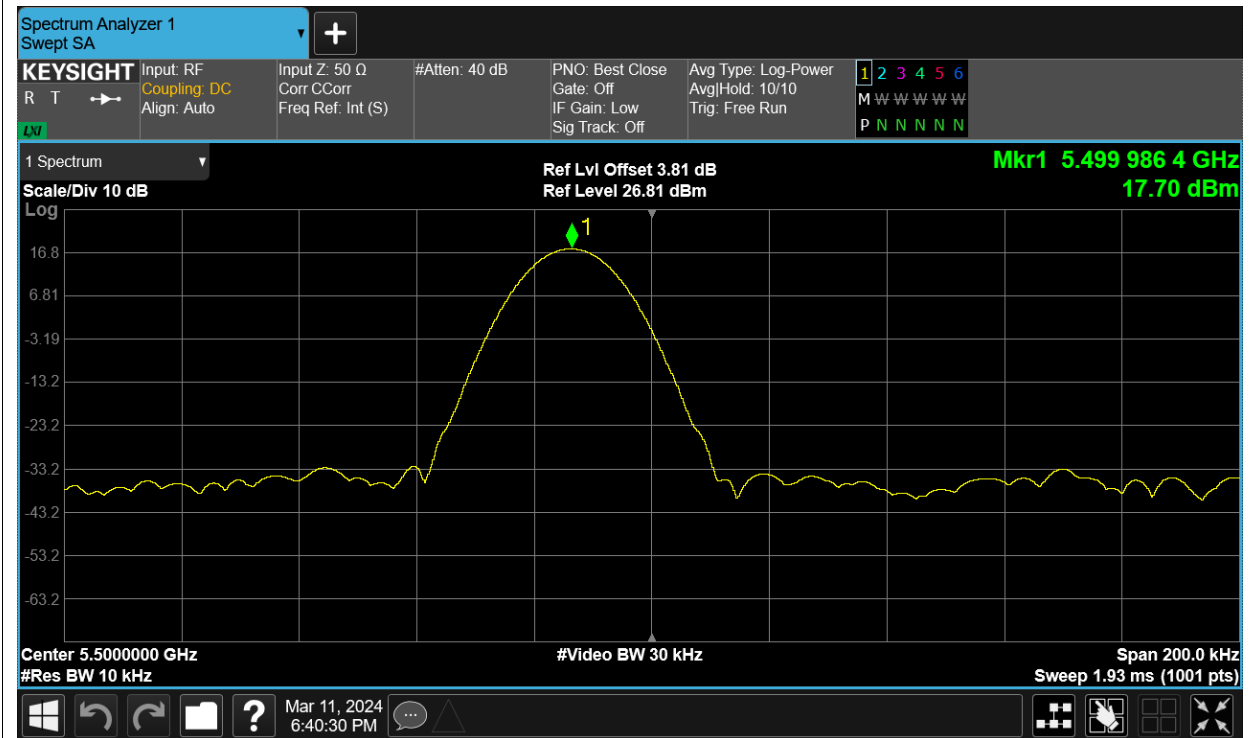 Spectrum Analyzer 1
Swept SA
KEYSIGHT
R T
LXI
Input: RF
Coupling: DC
Align: Auto
Input Z: 50 Ω
Corr CCorr
Freq Ref: Int (S)
#Atten: 40 dB
PNO: Best Close
Gate: Off
IF Gain: Low
Sig Track: Off
Avg Type: Log-Power
Avg|Hold: 10/10
Trig: Free Run
1 2 3 4 5 6
M W W W W W
P N N N N N
1 Spectrum
Scale/Div 10 dB
Log
Ref Lvl Offset 3.81 dB
Ref Level 26.81 dBm
Mkr1 5.499 986 4 GHz
17.70 dBm
1
16.8
6.81
-3.19
-13.2
-23.2
-33.2
-43.2
-53.2
-63.2
Center 5.5000000 GHz
#Res BW 10 kHz
#Video BW 30 kHz
Span 200.0 kHz
Sweep 1.93 ms (1001 pts)
?
Mar 11, 2024
6:40:30 PM